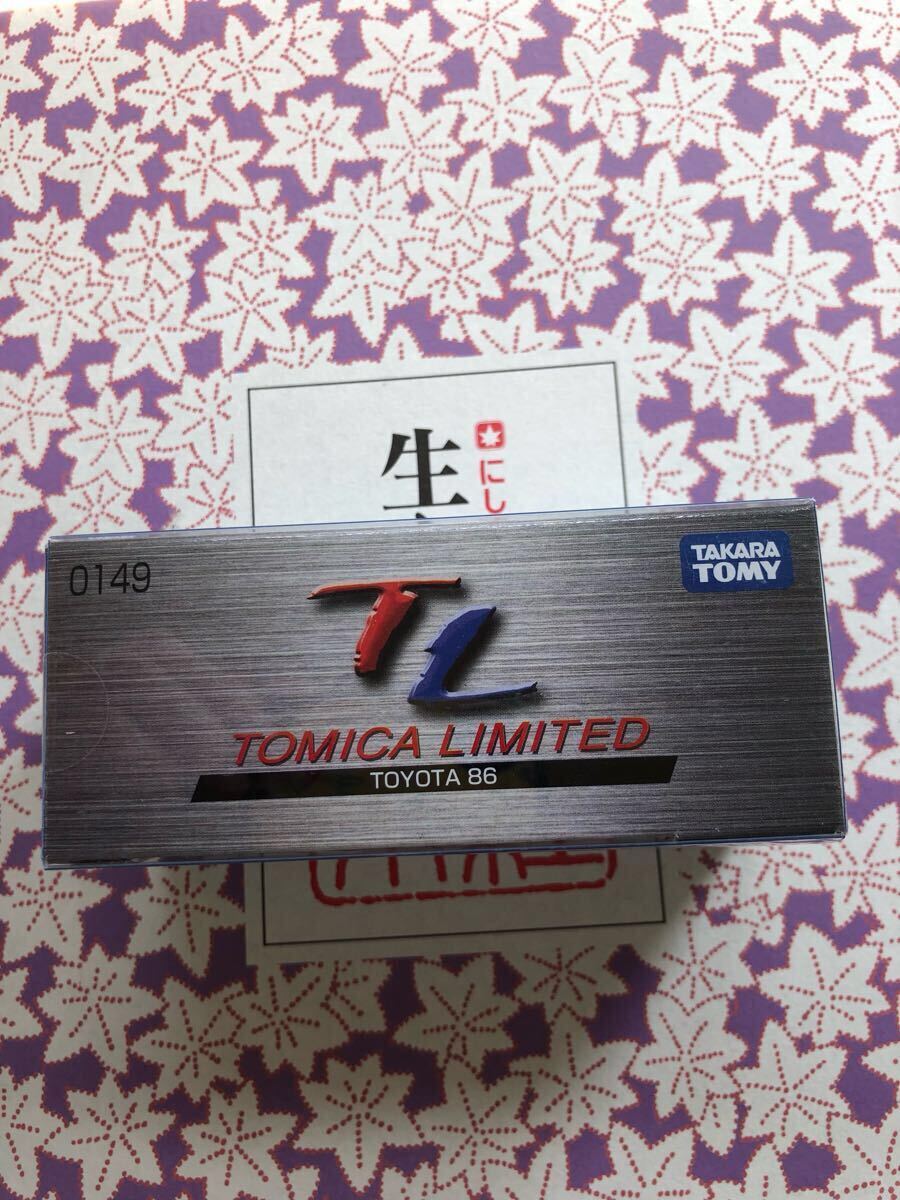 生
にし
0149
TAKARA
TOMY
TL
TOMICA LIMITED
TOYOTA 86